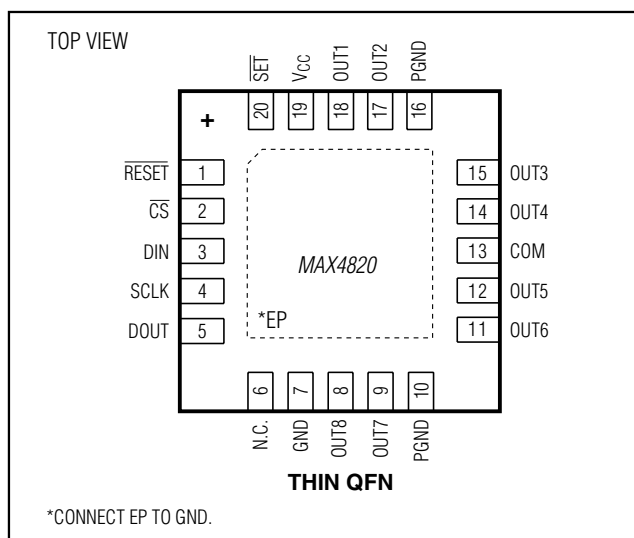 TOP VIEW
SET
VCC
OUT1
OUT2
PGND
20
19
18
17
16
+
RESET 1
CS 2
DIN 3
SCLK 4
DOUT 5
15 OUT3
14 OUT4
13 COM
12 OUT5
11 OUT6
MAX4820
*EP
6
7
8
9
10
N.C.
GND
OUT8
OUT7
PGND
THIN QFN
*CONNECT EP TO GND.